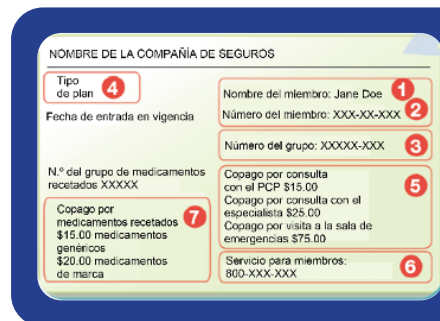 NOMBRE DE LA COMPAÑÍA DE SEGUROS
Tipo
de plan 4
Fecha de entrada en vigencia
N.º del grupo de medicamentos
recetados XXXXX
Copago por
medicamentos recetados 7
$15.00 medicamentos
genéricos
$20.00 medicamentos
de marca
Nombre del miembro: Jane Doe 1
Número del miembro: XXX-XX-XXX 2
Número del grupo: XXXXX-XXX 3
Copago por consulta
con el PCP $15.00
Copago por consulta con el 5
especialista $25.00
Copago por visita a la sala de
emergencias $75.00
Servicio para miembros: 6
800-XXX-XXX